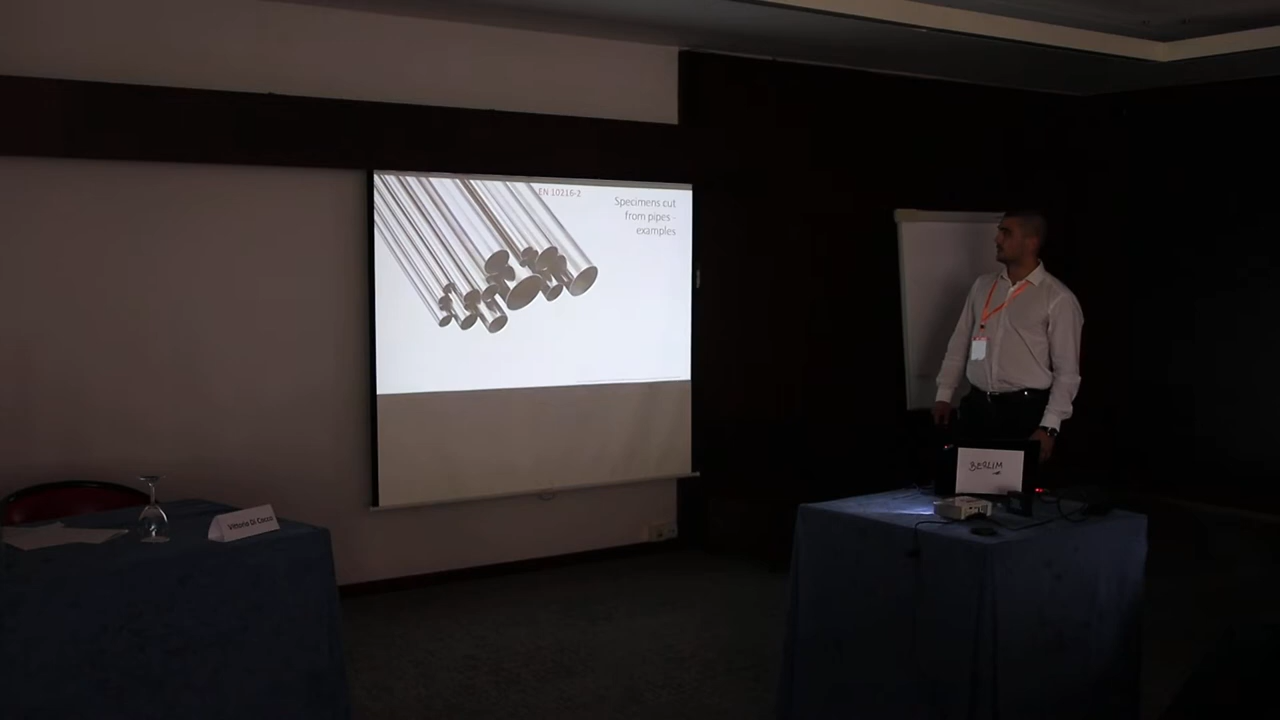 EN 10216-2
Specimens cut
from pipes -
examples
BERLIM
Vittorio Di Cocco